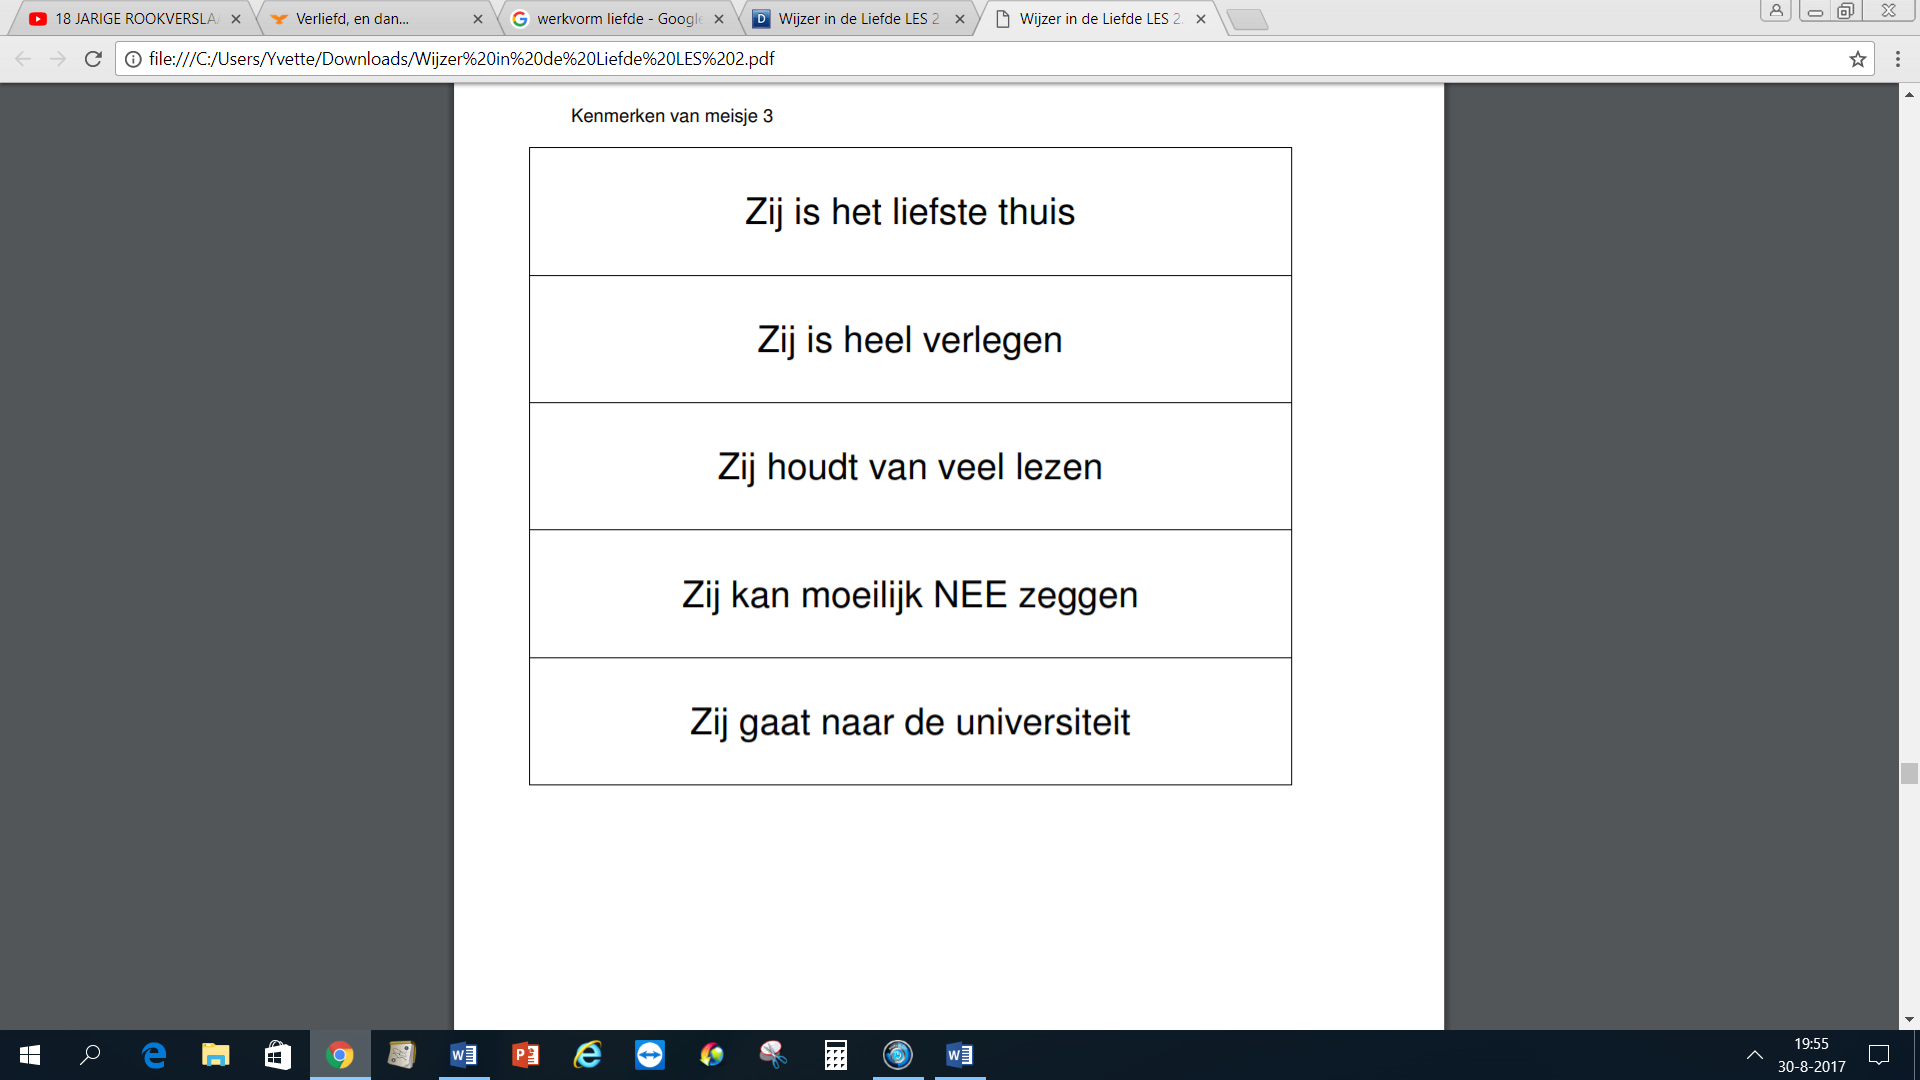 18 JARIGE ROOKVERSLA
Verliefd, en dan...
werkvorm liefde - Google
Wijzer in de Liefde LES 2
Wijzer in de Liefde LES 2
file:///C:/Users/Yvette/Downloads/Wijzer%20in%20de%20Liefde%20LES%202.pdf
Kenmerken van meisje 3
Zij is het liefste thuis
Zij is heel verlegen
Zij houdt van veel lezen
Zij kan moeilijk NEE zeggen
Zij gaat naar de universiteit
19:55
30-8-2017